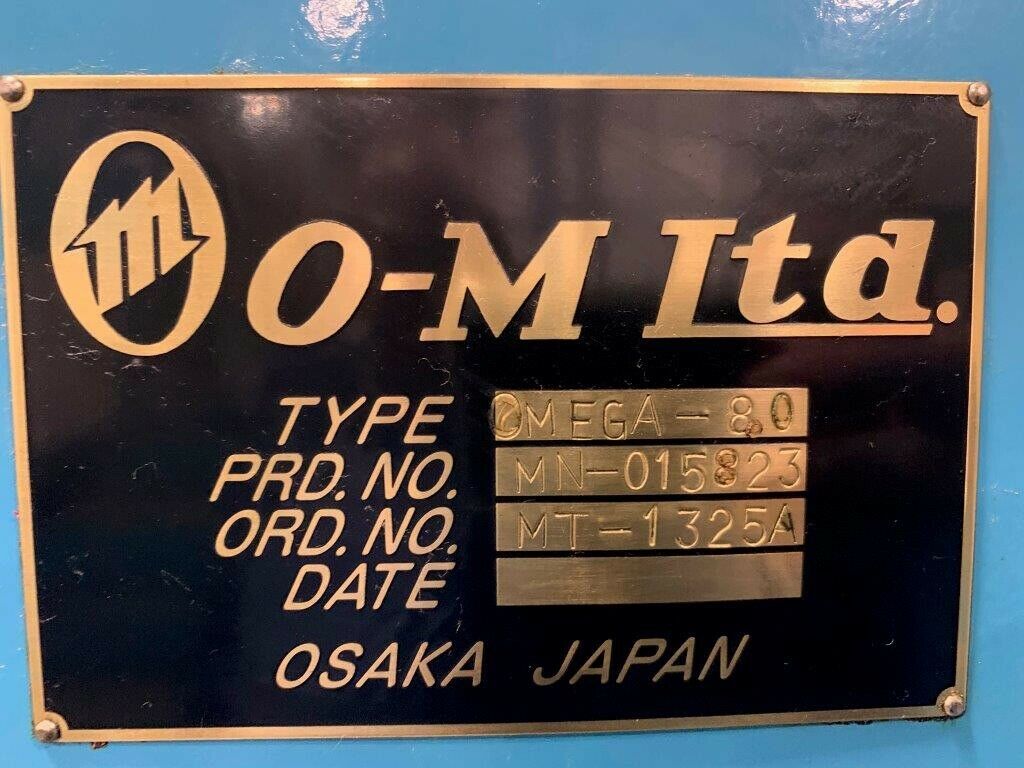 m O-M Ltd.
TYPE OMEGA-80
PRD. NO. MN-015823
ORD. NO. MT-1325A
DATE
OSAKA JAPAN